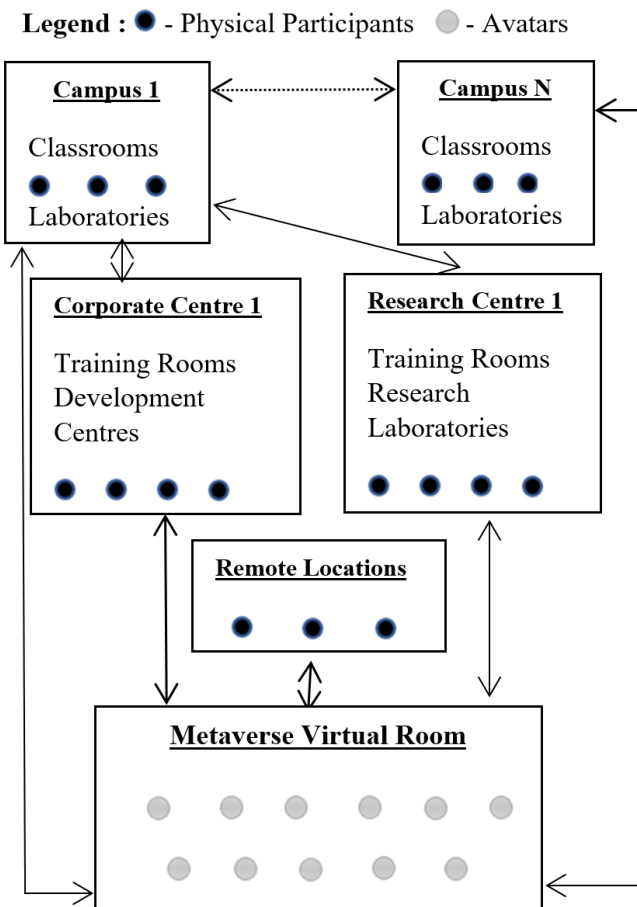 Legend : - Physical Participants - Avatars
Campus 1
Classrooms
Laboratories
Campus N
Classrooms
Laboratories
Corporate Centre 1
Training Rooms
Development
Centres
Research Centre 1
Training Rooms
Research
Laboratories
Remote Locations
Metaverse Virtual Room